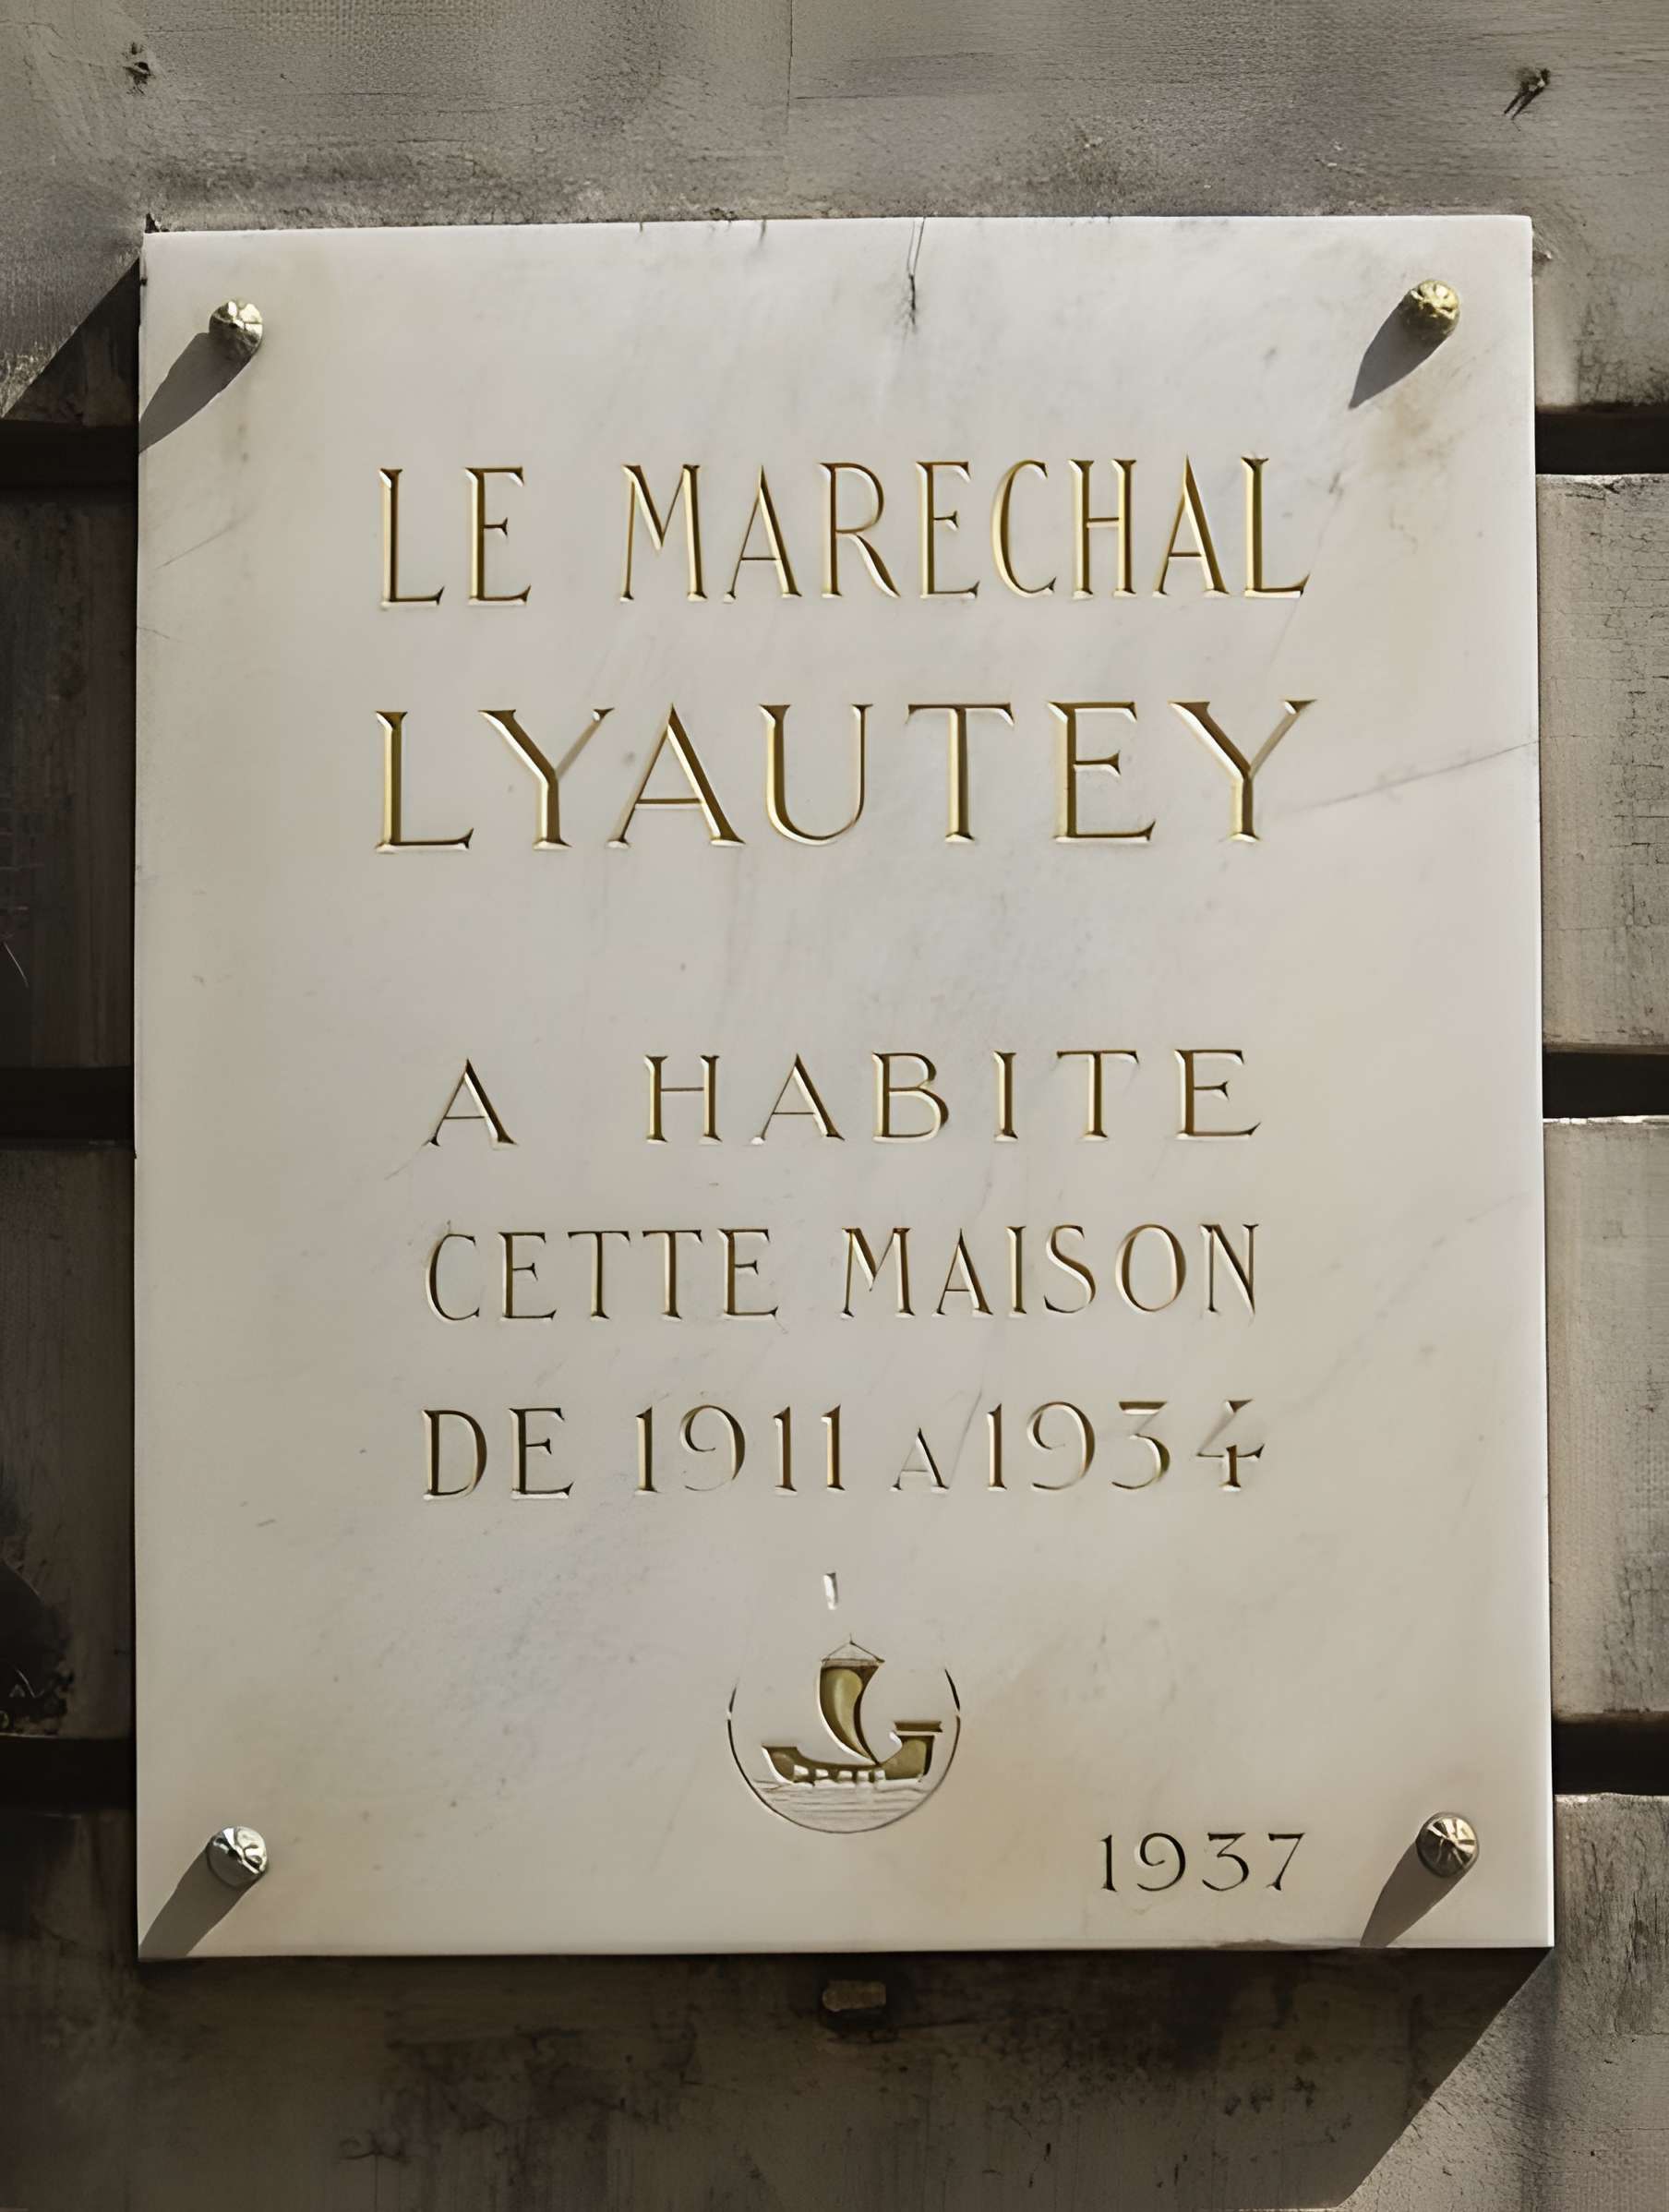 LE MARECHAL
LYAUTEY
A HABITE
CETTE MAISON
DE 1911 A 1934
1937